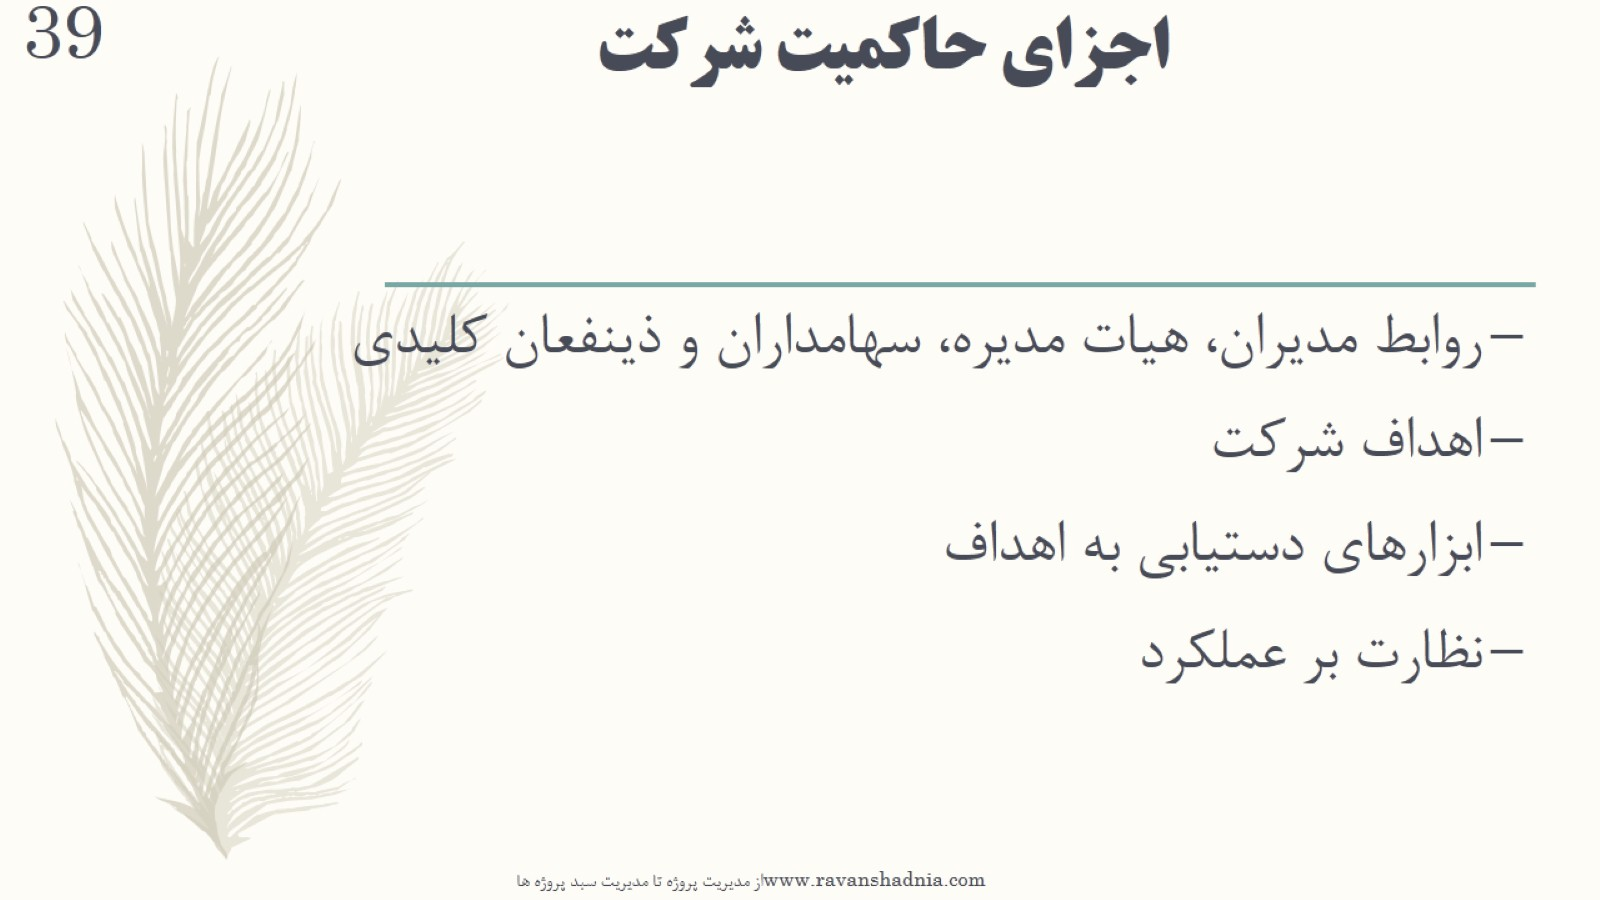 39
اجزای حاکمیت شرکت
–روابط مدیران، هیات مدیره، سهامداران و ذینفعان کلیدی
–اهداف شرکت
–ابزارهای دستیابی به اهداف
–نظارت بر عملکرد
www.ravanshadnia.comاز مدیریت پروژه تا مدیریت سبد پروژه ها